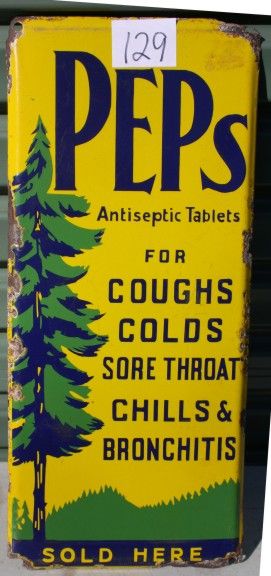 129
PEPS
Antiseptic Tablets
FOR
COUGHS
COLDS
SORE THROAT
CHILLS &
BRONCHITIS
SOLD HERE